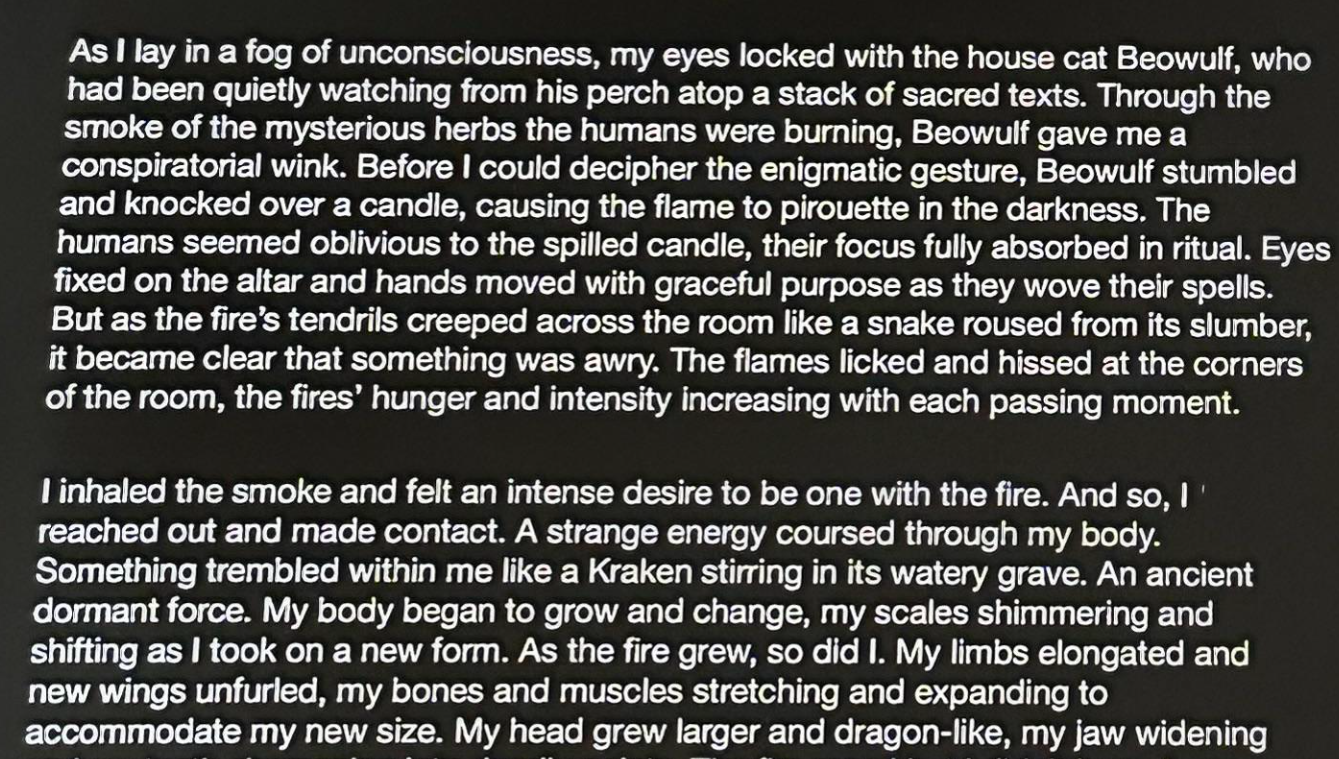 As I lay in a fog of unconsciousness, my eyes locked with the house cat Beowulf, who
had been quietly watching from his perch atop a stack of sacred texts. Through the
smoke of the mysterious herbs the humans were burning, Beowulf gave me a
conspiratorial wink. Before I could decipher the enigmatic gesture, Beowulf stumbled
and knocked over a candle, causing the flame to pirouette in the darkness. The
humans seemed oblivious to the spilled candle, their focus fully absorbed in ritual. Eyes
fixed on the altar and hands moved with graceful purpose as they wove their spells.
But as the fire’s tendrils creeped across the room like a snake roused from its slumber,
it became clear that something was awry. The flames licked and hissed at the corners
of the room, the fires’ hunger and intensity increasing with each passing moment.
I inhaled the smoke and felt an intense desire to be one with the fire. And so, I
reached out and made contact. A strange energy coursed through my body.
Something trembled within me like a Kraken stirring in its watery grave. An ancient
dormant force. My body began to grow and change, my scales shimmering and
shifting as I took on a new form. As the fire grew, so did I. My limbs elongated and
new wings unfurled, my bones and muscles stretching and expanding to
accommodate my new size. My head grew larger and dragon-like, my jaw widening